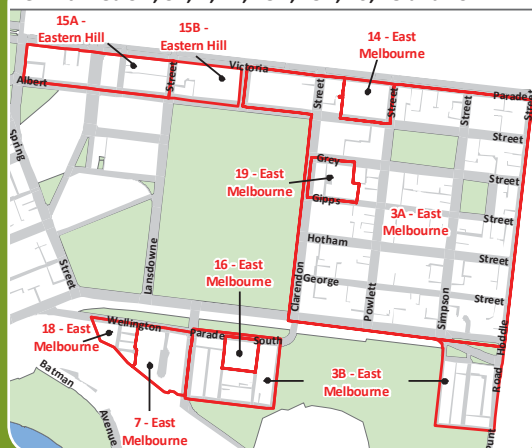 15A -
Eastern Hill
15B -
Eastern Hill
14 - East
Melbourne
Victoria
Parade
Albert
Street
Street
Street
Street
Street
Street
Spring
Street
Grey
Street
19 - East
Melbourne
Gipps
Street
3A - East
Melbourne
Hotham
Street
16 - East
Melbourne
George
Street
Lansdowne
Clarendon
Powlett
Simpson
Hoddle
Wellington
Parade
South
18 - East
Melbourne
3B - East
Melbourne
Road
Batman
Avenue
7 - East
Melbourne